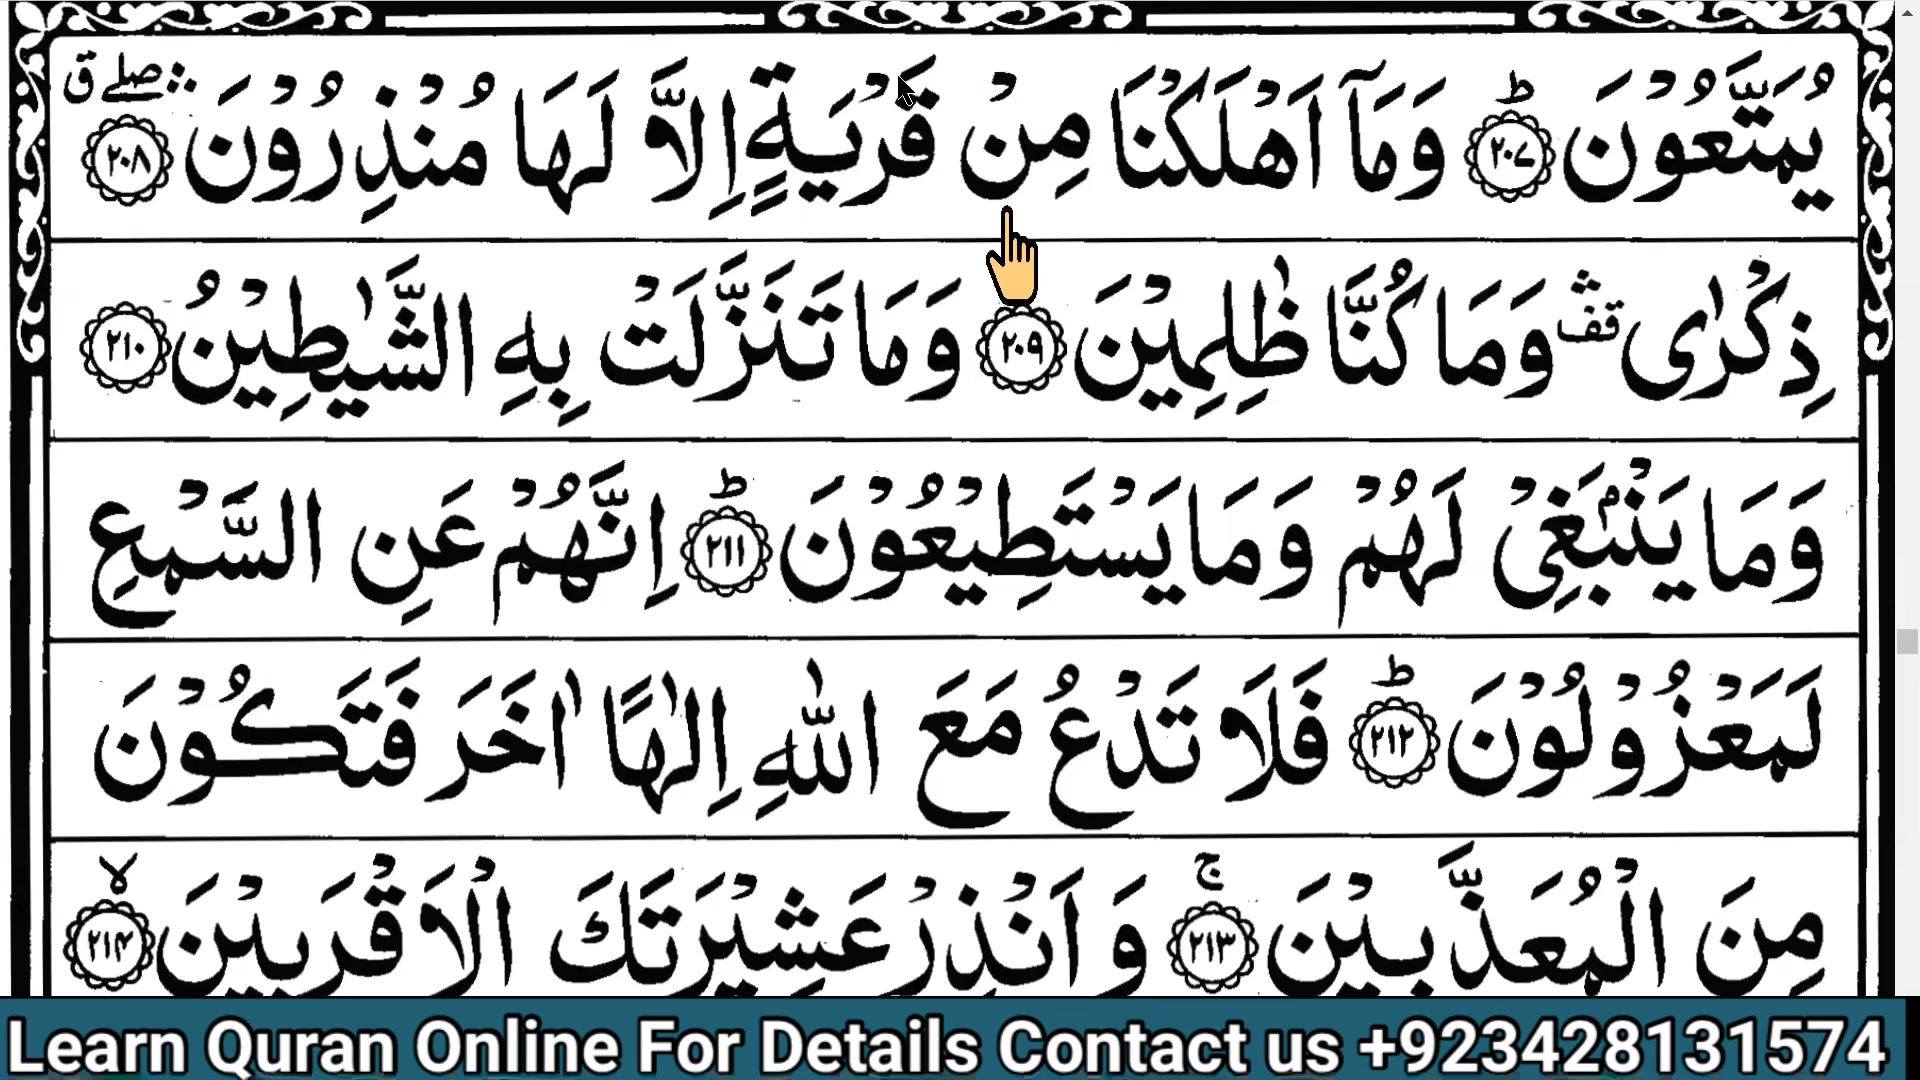 يُمَتَّعُوْنَ ؕ ﴿۲۰۷﴾ وَمَاۤ اَهْلَكْنَا مِنْ قَرْيَةٍ اِلَّا لَهَا مُنْذِرُوْنَ ۛ ﴿۲۰۸﴾ صلے ق
ذِكْرٰى ۛ قف وَمَا كُنَّا ظٰلِمِيْنَ ﴿۲۰۹﴾ وَمَا تَنَزَّلَتْ بِهِ الشَّيٰطِيْنُ ﴿۲۱۰﴾
وَمَا يَنْۢبَغِيْ لَهُمْ وَمَا يَسْتَطِيْعُوْنَ ؕ ﴿۲۱۱﴾ اِنَّهُمْ عَنِ السَّمْعِ
لَمَعْزُوْلُوْنَ ؕ ﴿۲۱۲﴾ فَلَا تَدْعُ مَعَ اللّٰهِ اِلٰهًا اٰخَرَ فَتَكُوْنَ
مِنَ الْمُعَذَّبِيْنَ ۚ ﴿۲۱۳﴾ وَ اَنْذِرْ عَشِيْرَتَكَ الْاَقْرَبِيْنَ ۙ ﴿۲۱۴﴾
Learn Quran Online For Details Contact us +923428131574